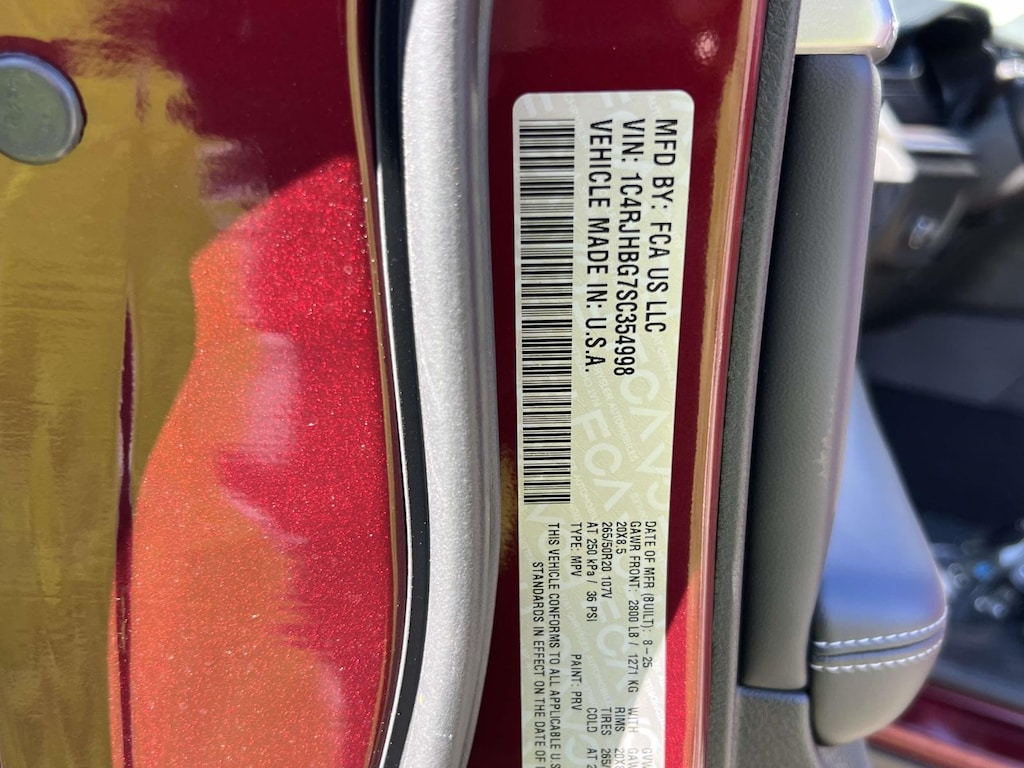 MFD BY: FCA US LLC
VIN: 1C4RJHBG7SC354998
VEHICLE MADE IN: U.S.A.
DATE OF MFR (BUILT): 8-25
GAWR FRONT: 2800 LB / 1271 KG WITH
20X8.5 RIMS
265/50R20 107V TIRES
AT 250 kPa / 36 PSI COLD
TYPE: MPV PAINT: PRV
THIS VEHICLE CONFORMS TO ALL APPLICABLE
STANDARDS IN EFFECT ON THE DATE OF